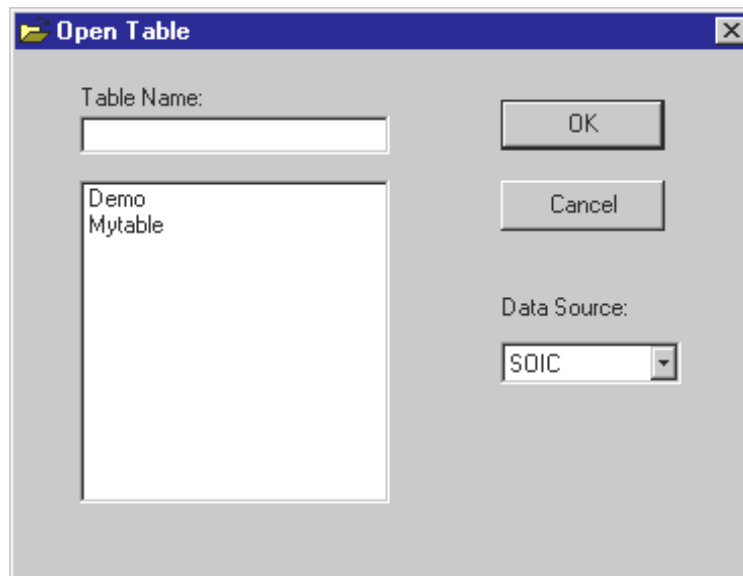 Open Table
Table Name:
OK
Demo
Mytable
Cancel
Data Source:
SOIC